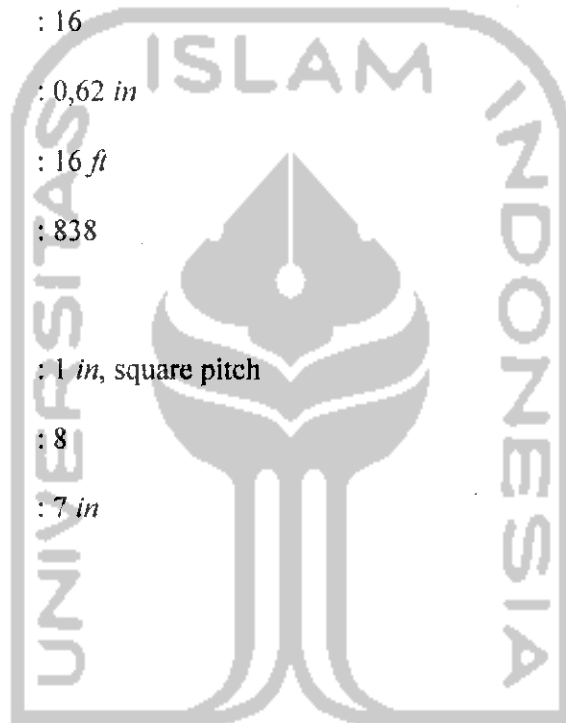 : 16
: 0,62 in
: 16 ft
: 838
: 1 in, square pitch
: 8
: 7 in
UNIVERSITAS
ISLAM
INDONESIA